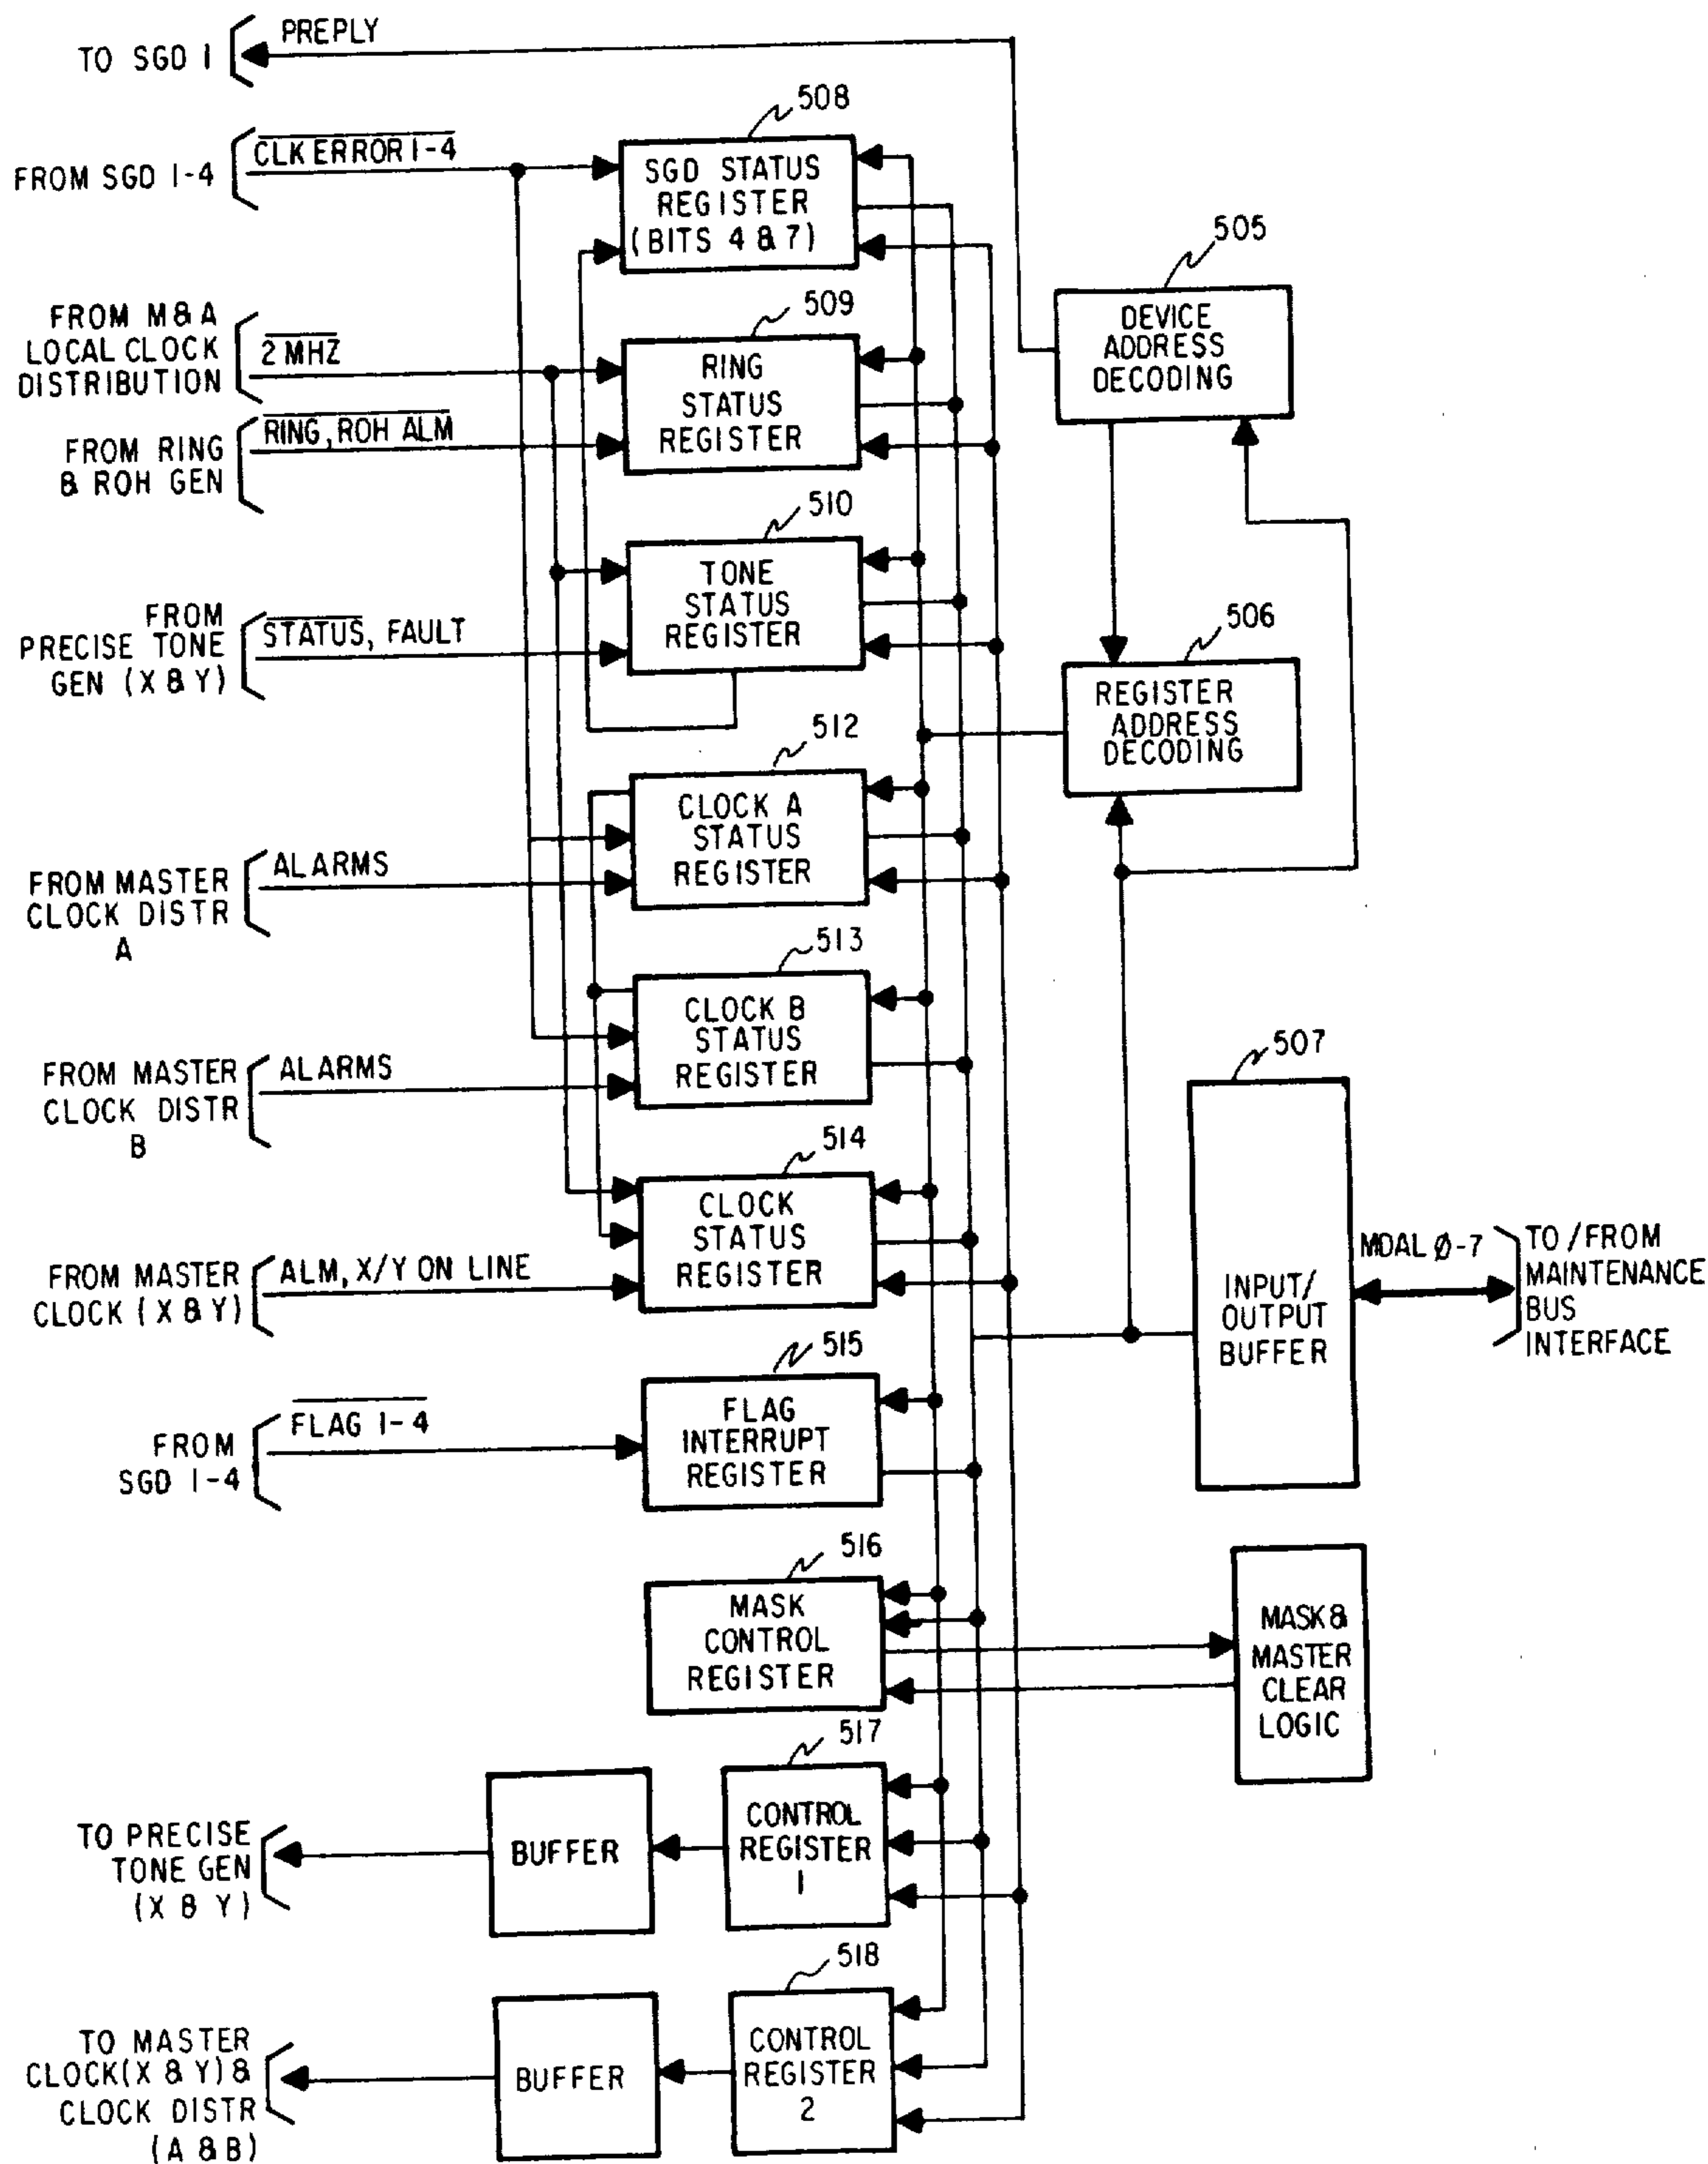 TO SGD 1
PREPLY
508
FROM SGD 1-4
CLK ERROR 1-4
SGD STATUS
REGISTER
(BITS 4 & 7)
505
DEVICE
ADDRESS
DECODING
FROM M&A
LOCAL CLOCK
DISTRIBUTION
2 MHZ
509
RING
STATUS
REGISTER
FROM RING
& ROH GEN
RING, ROH ALM
510
TONE
STATUS
REGISTER
FROM
PRECISE TONE
GEN (X & Y)
STATUS, FAULT
506
REGISTER
ADDRESS
DECODING
512
CLOCK A
STATUS
REGISTER
FROM MASTER
CLOCK DISTR
A
ALARMS
513
CLOCK B
STATUS
REGISTER
FROM MASTER
CLOCK DISTR
B
ALARMS
507
INPUT/
OUTPUT
BUFFER
MDAL Ø-7
TO/FROM
MAINTENANCE
BUS
INTERFACE
514
CLOCK
STATUS
REGISTER
FROM MASTER
CLOCK (X & Y)
ALM, X/Y ON LINE
515
FLAG
INTERRUPT
REGISTER
FROM
SGD 1-4
FLAG 1-4
516
MASK
CONTROL
REGISTER
MASK &
MASTER
CLEAR
LOGIC
517
CONTROL
REGISTER
1
BUFFER
TO PRECISE
TONE GEN
(X & Y)
518
CONTROL
REGISTER
2
BUFFER
TO MASTER
CLOCK(X & Y)&
CLOCK DISTR
(A & B)